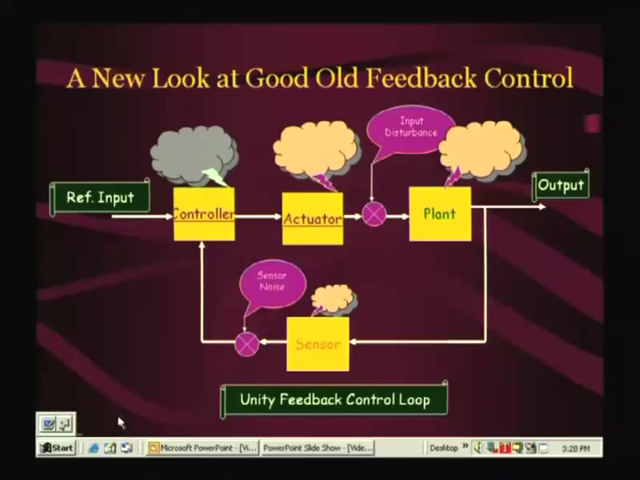 A New Look at Good Old Feedback Control
Input
Disturbance
Ref. Input
Controller
Actuator
Plant
Output
Sensor
Noise
Sensor
Unity Feedback Control Loop
Start
Microsoft PowerPoint - [Vi...
PowerPoint Slide Show - [Vide...
Desktop
3:28 PM